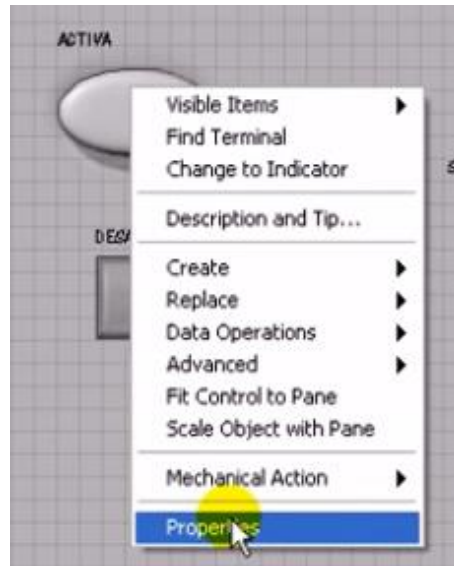 ACTIVA
Visible Items
Find Terminal
Change to Indicator
Description and Tip...
Create
Replace
Data Operations
Advanced
Fit Control to Pane
Scale Object with Pane
Mechanical Action
Properties